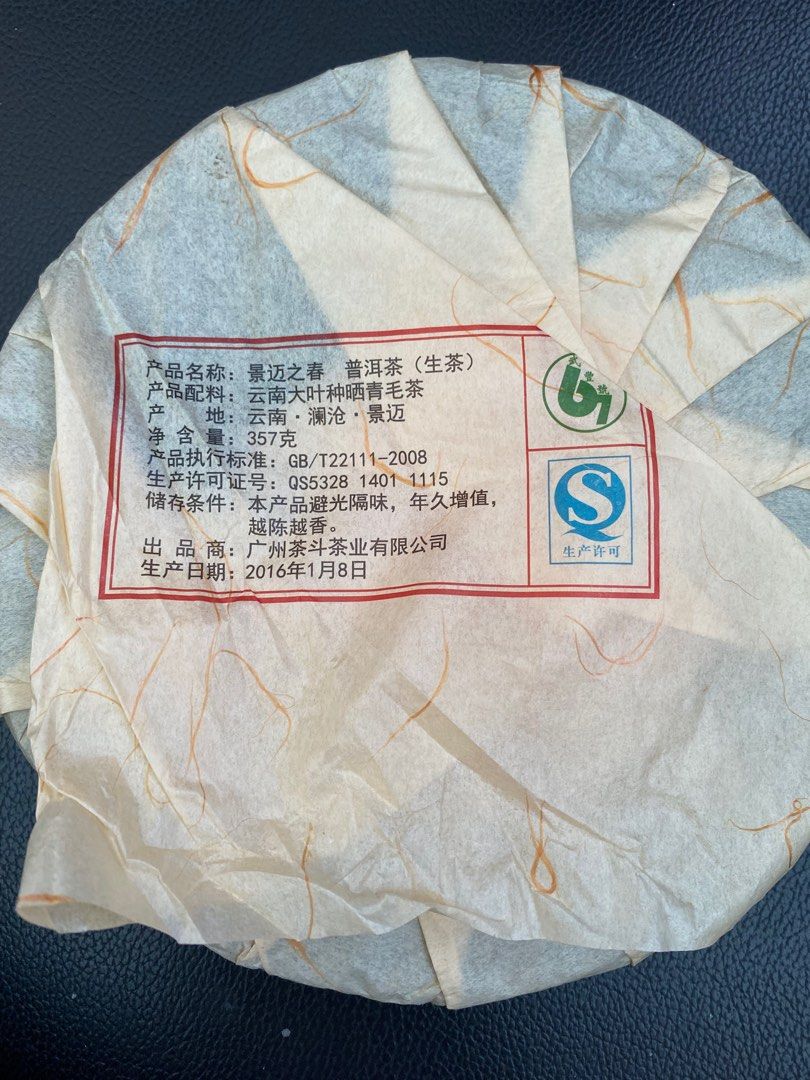 产品名称：景迈之春 普洱茶（生茶）
产品配料：云南大叶种晒青毛茶
产 地：云南·澜沧·景迈
净 含 量：357克
产品执行标准：GB/T22111-2008
生产许可证号：QS5328 1401 1115
储存条件：本产品避光隔味，年久增值，
越陈越香。
出 品 商：广州茶斗茶业有限公司
生产日期：2016年1月8日
武豊號
生产许可